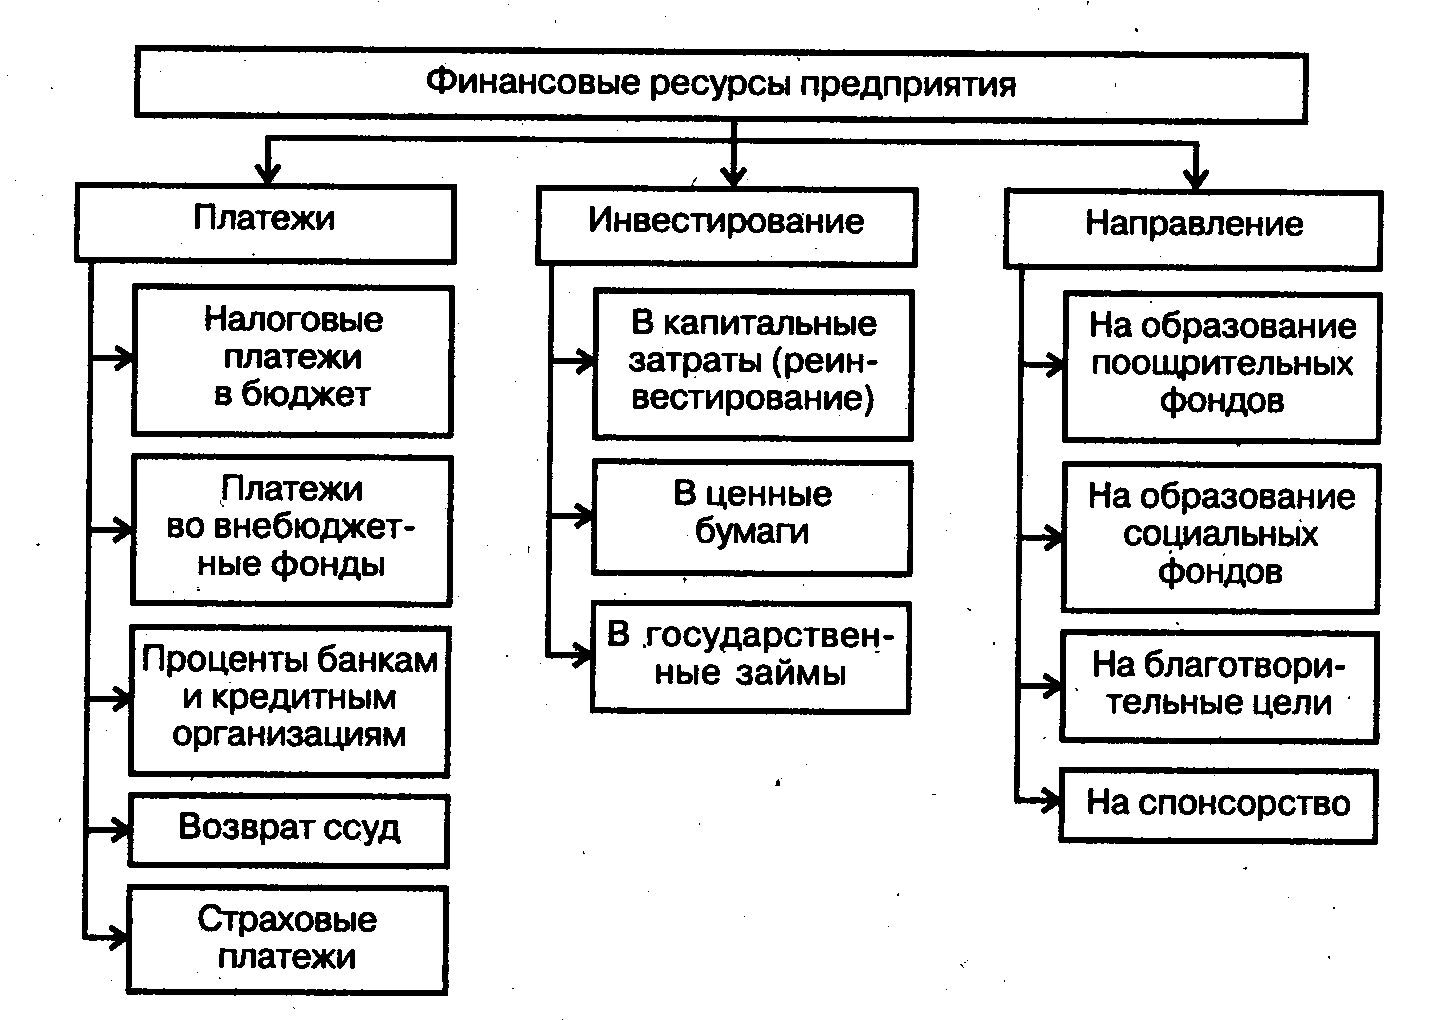 Финансовые ресурсы предприятия
Платежи
Налоговые
платежи
в бюджет
Платежи
во внебюджет-
ные фонды
Проценты банкам
и кредитным
организациям
Возврат ссуд
Страховые
платежи
Инвестирование
В капитальные
затраты (реин-
вестирование)
В ценные
бумаги
В государствен-
ные займы
Направление
На образование
поощрительных
фондов
На образование
социальных
фондов
На благотвори-
тельные цели
На спонсорство